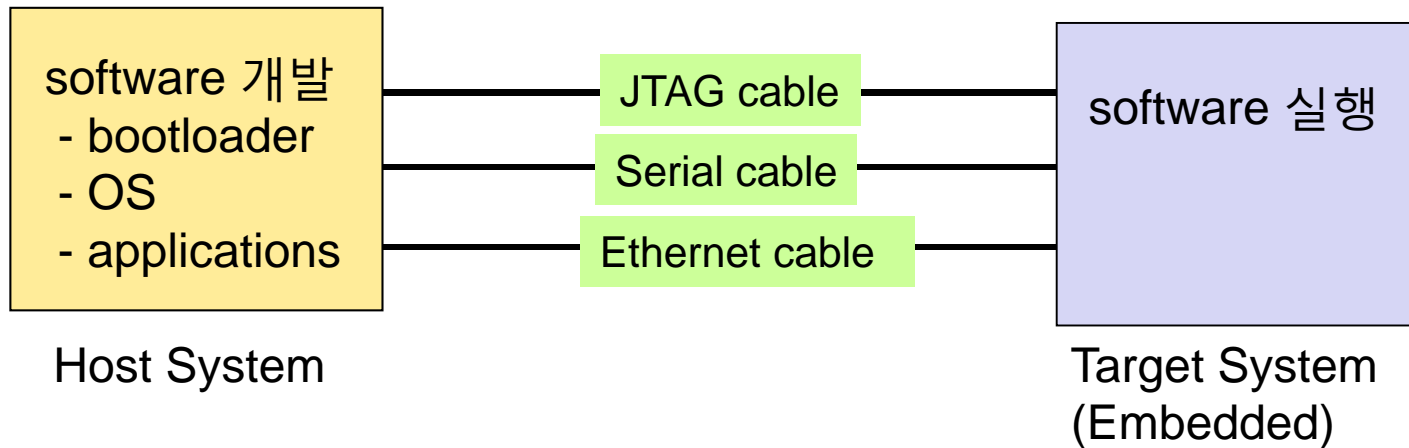 software 개발
- bootloader
- OS
- applications
JTAG cable
Serial cable
Ethernet cable
software 실행
Host System
Target System
(Embedded)